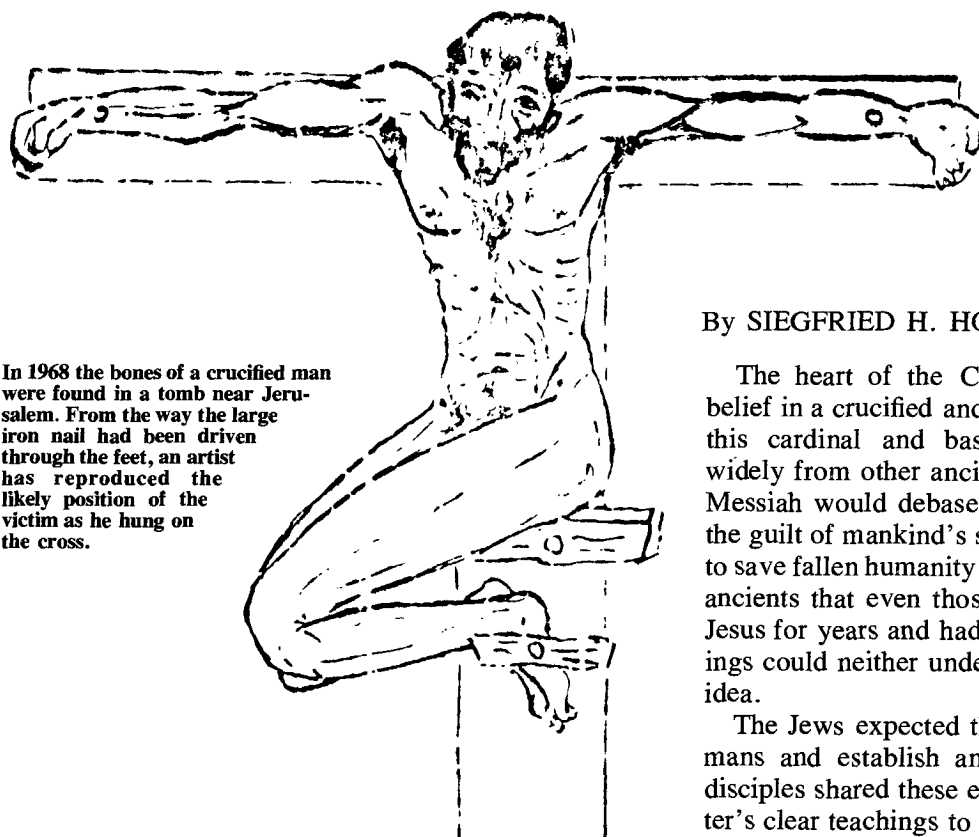 In 1968 the bones of a crucified man
were found in a tomb near Jeru-
salem. From the way the large
iron nail had been driven
through the feet, an artist
has reproduced the
likely position of the
victim as he hung on
the cross.
By SIEGFRIED H. HO
The heart of the C
belief in a crucified and
this cardinal and bas
widely from other anci
Messiah would debase
the guilt of mankind's s
to save fallen humanity
ancients that even thos
Jesus for years and had
ings could neither unde
idea.
The Jews expected t
mans and establish an
disciples shared these e
ter's clear teachings to